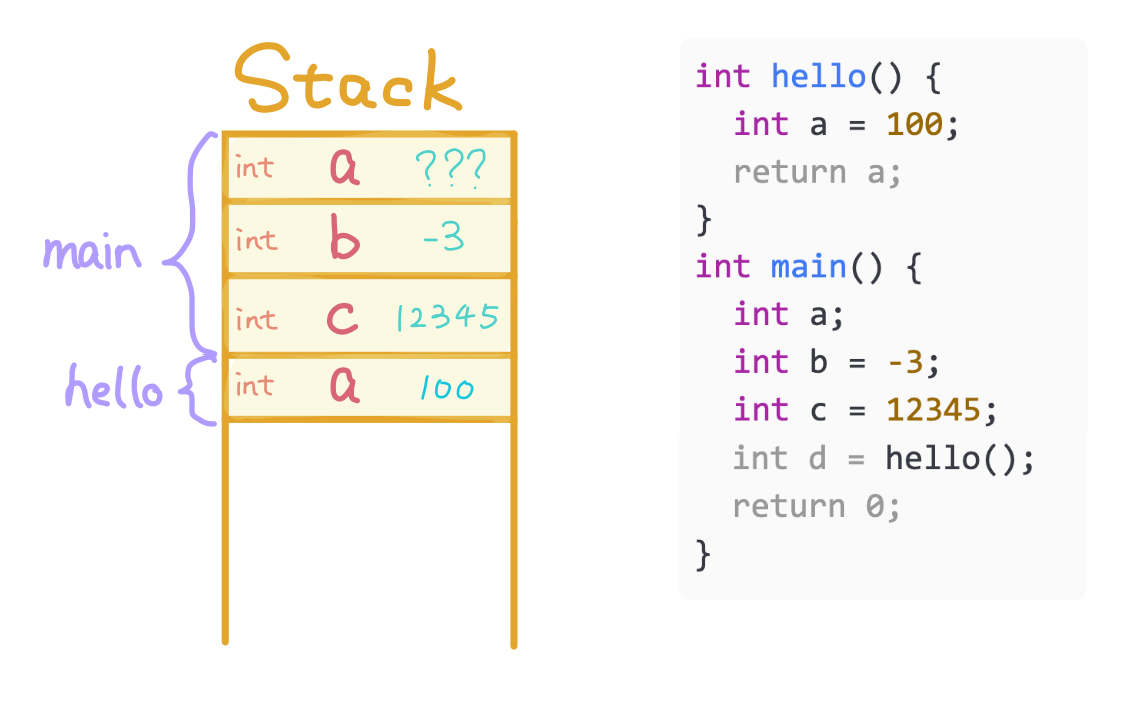 Stack
main
int a ???
int b -3
int c 12345
hello
int a 100
int hello() {
  int a = 100;
  return a;
}
int main() {
  int a;
  int b = -3;
  int c = 12345;
  int d = hello();
  return 0;
}